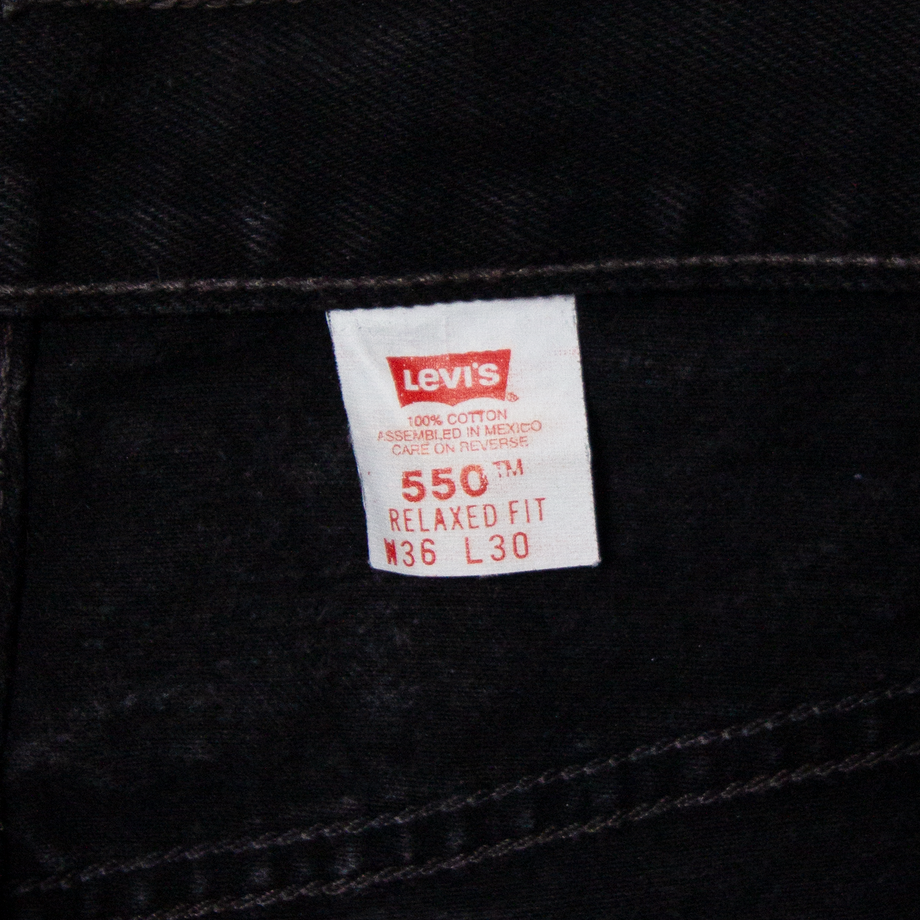 Levi's
100% COTTON
ASSEMBLED IN MEXICO
CARE ON REVERSE
550™
RELAXED FIT
W36 L30